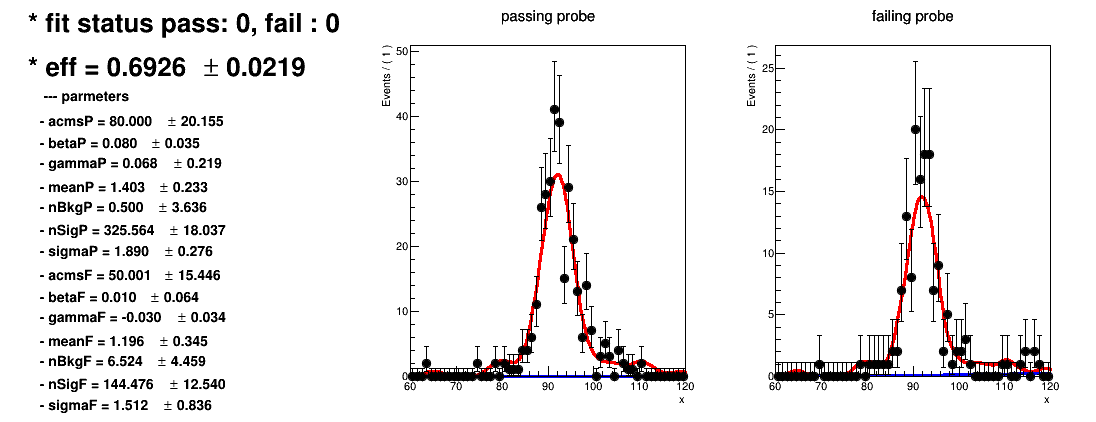 * fit status pass: 0, fail : 0
* eff = 0.6926 ± 0.0219
--- parmeters
- acmsP = 80.000 ± 20.155
- betaP = 0.080 ± 0.035
- gammaP = 0.068 ± 0.219
- meanP = 1.403 ± 0.233
- nBkgP = 0.500 ± 3.636
- nSigP = 325.564 ± 18.037
- sigmaP = 1.890 ± 0.276
- acmsF = 50.001 ± 15.446
- betaF = 0.010 ± 0.064
- gammaF = -0.030 ± 0.034
- meanF = 1.196 ± 0.345
- nBkgF = 6.524 ± 4.459
- nSigF = 144.476 ± 12.540
- sigmaF = 1.512 ± 0.836
passing probe
Events / ( 1 )
50
40
30
20
10
0
60 70 80 90 100 110 120
x
failing probe
Events / ( 1 )
25
20
15
10
5
0
60 70 80 90 100 110 120
x